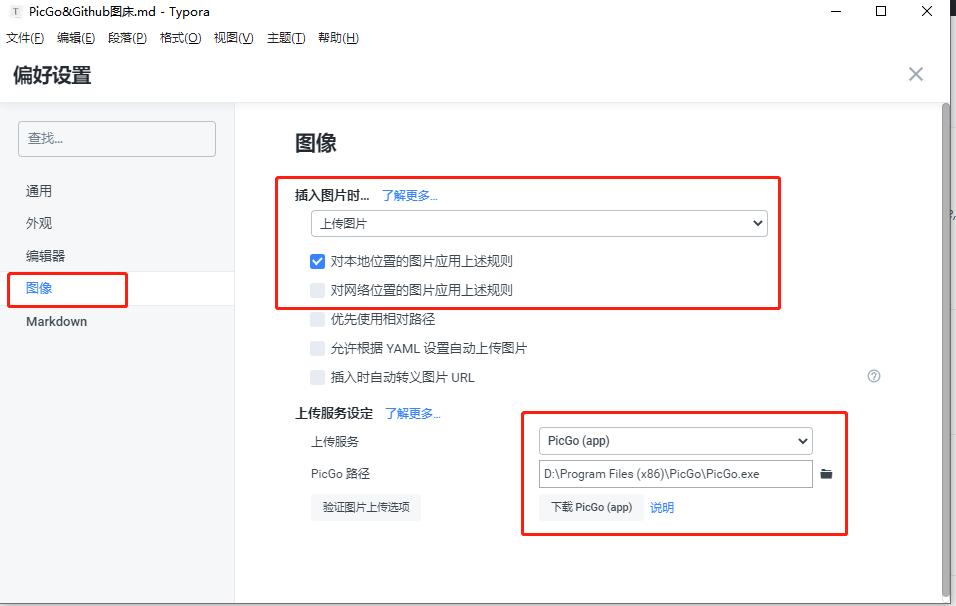 PicGo&Github图床.md - Typora
文件(F) 编辑(E) 段落(P) 格式(O) 视图(V) 主题(T) 帮助(H)
偏好设置
查找...
通用
外观
编辑器
图像
Markdown
图像
插入图片时... 了解更多...
上传图片
对本地位置的图片应用上述规则
对网络位置的图片应用上述规则
优先使用相对路径
允许根据 YAML 设置自动上传图片
插入时自动转义图片 URL
上传服务设定 了解更多...
上传服务 PicGo (app)
PicGo 路径 D:\Program Files (x86)\PicGo\PicGo.exe
验证图片上传选项 下载 PicGo (app) 说明